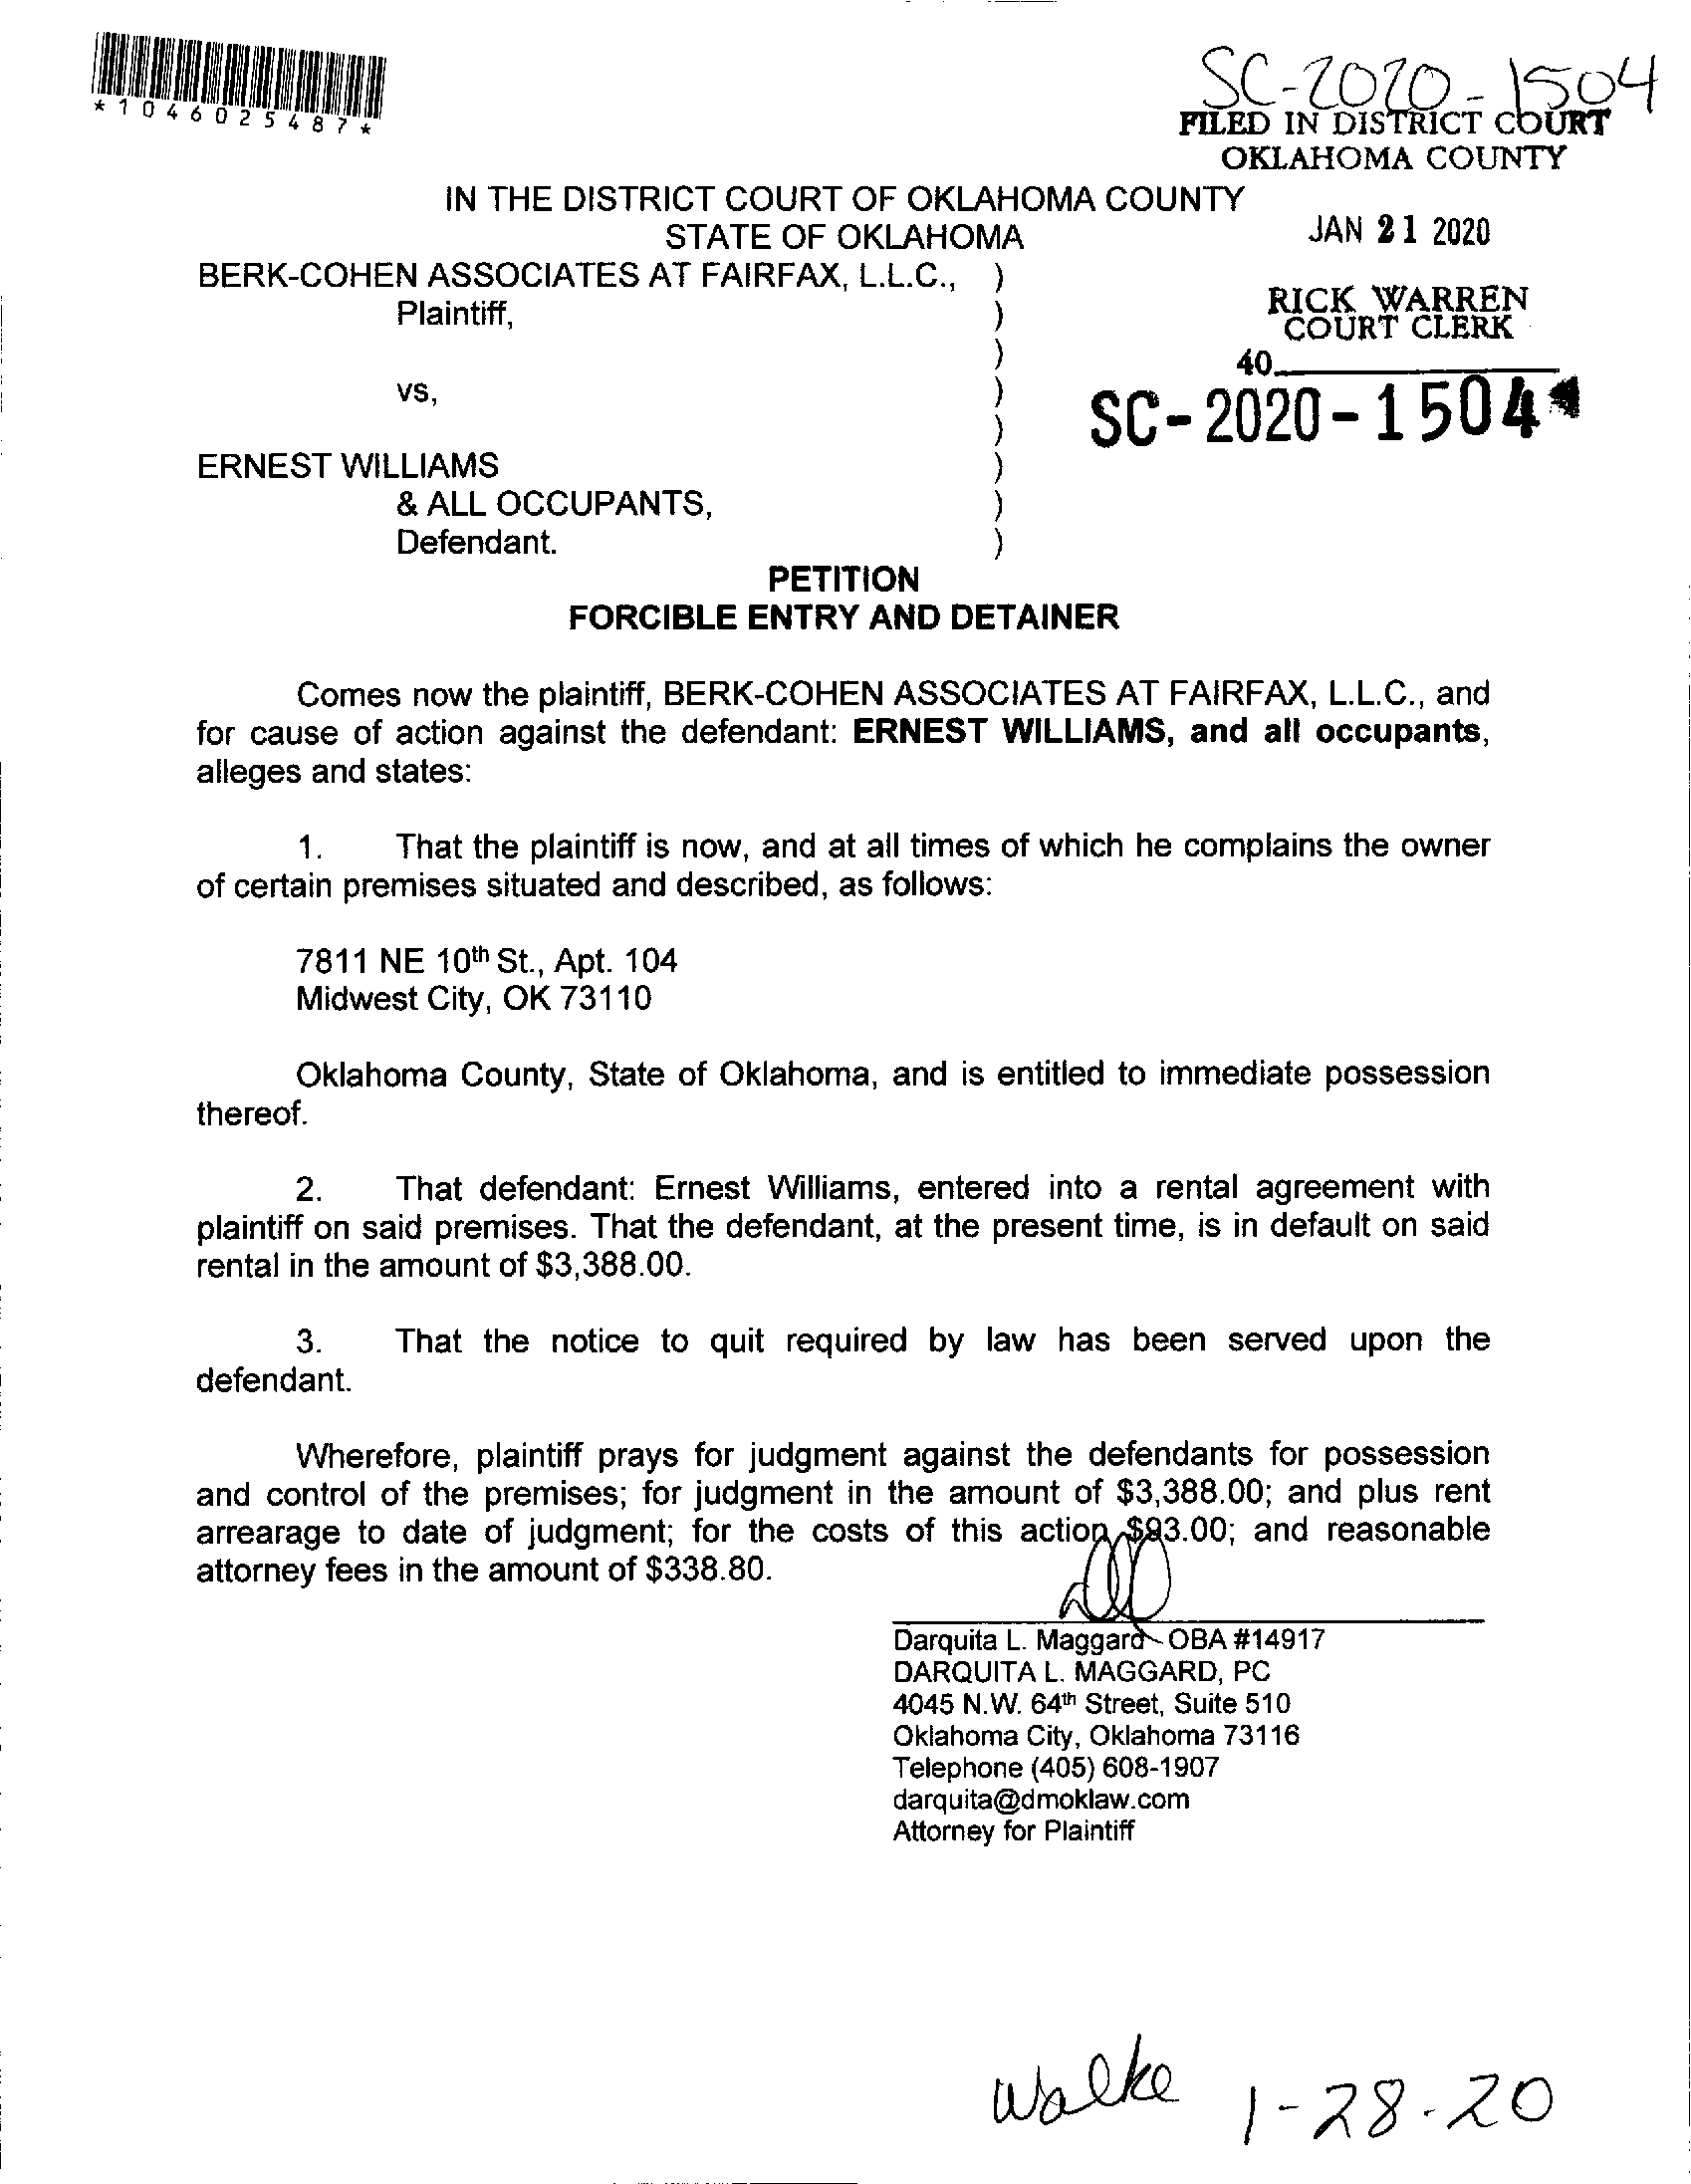 *1046025487*
SC-2020-1504
FILED IN DISTRICT COURT
OKLAHOMA COUNTY
IN THE DISTRICT COURT OF OKLAHOMA COUNTY
STATE OF OKLAHOMA
JAN 21 2020
BERK-COHEN ASSOCIATES AT FAIRFAX, L.L.C., )
Plaintiff, )
RICK WARREN
COURT CLERK
)
40
vs, )
SC-2020-1504
)
ERNEST WILLIAMS )
& ALL OCCUPANTS, )
Defendant. )
PETITION
FORCIBLE ENTRY AND DETAINER
Comes now the plaintiff, BERK-COHEN ASSOCIATES AT FAIRFAX, L.L.C., and
for cause of action against the defendant: ERNEST WILLIAMS, and all occupants,
alleges and states:
1. That the plaintiff is now, and at all times of which he complains the owner
of certain premises situated and described, as follows:
7811 NE 10th St., Apt. 104
Midwest City, OK 73110
Oklahoma County, State of Oklahoma, and is entitled to immediate possession
thereof.
2. That defendant: Ernest Williams, entered into a rental agreement with
plaintiff on said premises. That the defendant, at the present time, is in default on said
rental in the amount of $3,388.00.
3. That the notice to quit required by law has been served upon the
defendant.
Wherefore, plaintiff prays for judgment against the defendants for possession
and control of the premises; for judgment in the amount of $3,388.00; and plus rent
arrearage to date of judgment; for the costs of this action, $93.00; and reasonable
attorney fees in the amount of $338.80.
Darquita L. Maggard OBA #14917
DARQUITA L. MAGGARD, PC
4045 N.W. 64th Street, Suite 510
Oklahoma City, Oklahoma 73116
Telephone (405) 608-1907
darquita@dmoklaw.com
Attorney for Plaintiff
Walke 1-28-20